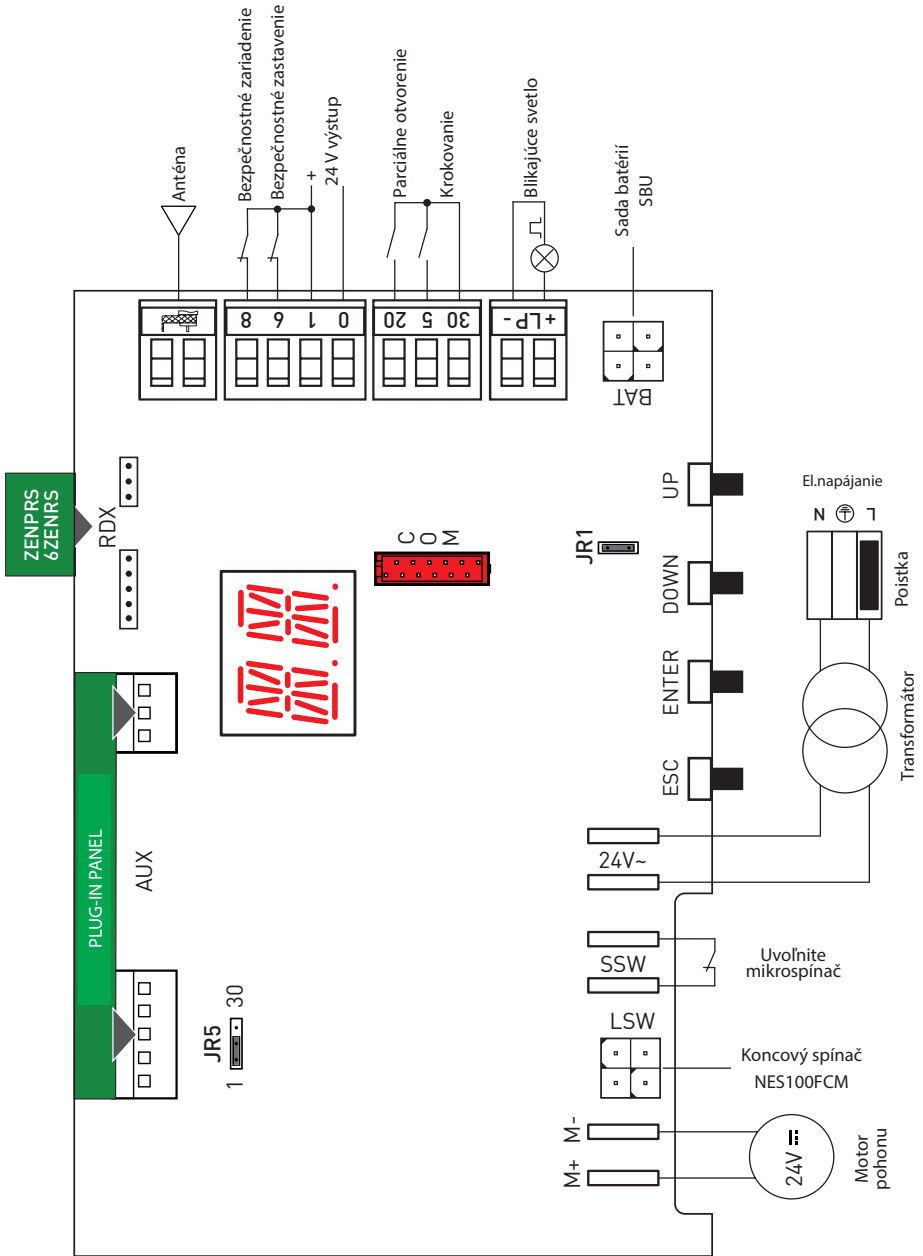 ZENPRS
6ZENRS
RDX
PLUG-IN PANEL
AUX
JR5
1
30
Anténa
Bezpečnostné zariadenie
Bezpečnostné zastavenie
+
24 V výstup
8
6
1
0
Parciálne otvorenie
Krokovanie
20
5
30
Blikajúce svetlo
+LP-
Sada batérií
SBU
BAT
COM
JR1
UP
DOWN
ENTER
ESC
El.napájanie
N
L
Poistka
Transformátor
24V~
SSW
Uvoľnite
mikrospínač
LSW
Koncový spínač
NES100FCM
M-
M+
24V
Motor
pohonu